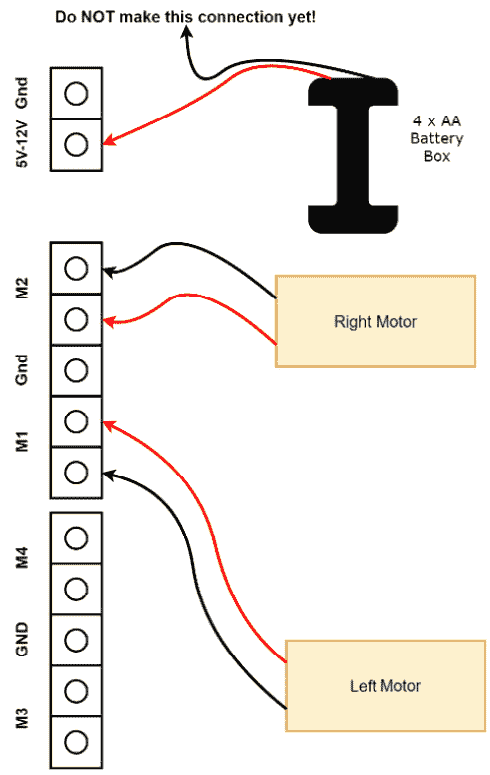 Do NOT make this connection yet!
Gnd
5V-12V
4 x AA
Battery
Box
M2
Right Motor
Gnd
M1
M4
GND
Left Motor
M3